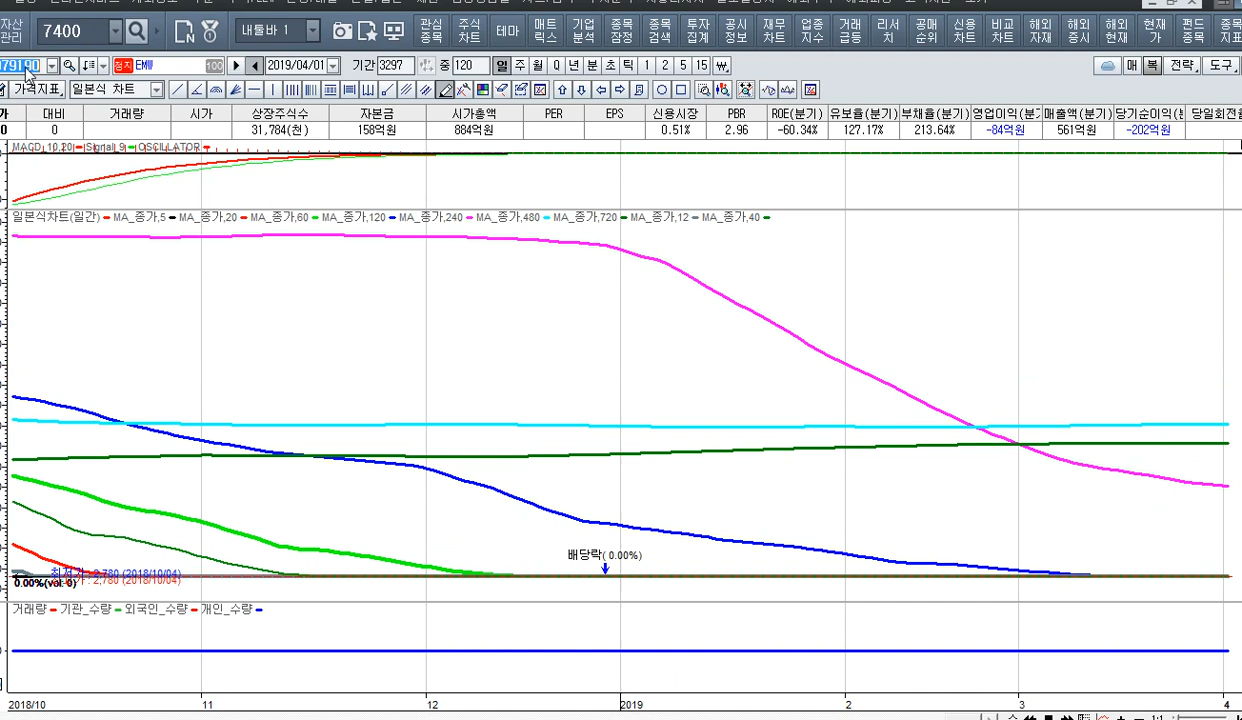 자산 관리 7400 내툴바 1 관심 종목 주식 차트 테마 매트릭스 기업 분석 종목 잠정 종목 검색 투자 집계 공시 정보 재무 차트 업종 지수 거래 급등 리서치 공매 순위 신용 차트 비교 차트 해외 자재 해외 증시 해외 현재 현재가 펀드 종목 종목 지표
정지 EMW 100 2019/04/01 기간 3297 중 120 일 주 월 Q 년 분 초 틱 1 2 3 5 15 매 복 전략 도구
가격지표 일본식 차트
대비 거래량 시가 상장주식수 자본금 시가총액 PER EPS 신용시장 PBR ROE(분기) 유보율(분기) 부채율(분기) 영업이익(분기 매출액(분기) 당기순이익(분 당일회전율
0 0 31,784(천) 158억원 884억원 0.51% 2.96 -60.34% 127.17% 213.64% -84억원 561억원 -202억원
MACD_10,20 Signal_9 OSCILLATOR
일본식차트(일간) MA_종가,5 MA_종가,20 MA_종가,60 MA_종가,120 MA_종가,240 MA_종가,480 MA_종가,720 MA_종가,12 MA_종가,40
배당락( 0.00%)
2,780 (2018/10/04)
2,780 (2018/10/04)
0.00%(val: 0)
거래량 기관_수량 외국인_수량 개인_수량
2018/10 11 12 2019 2 3 4